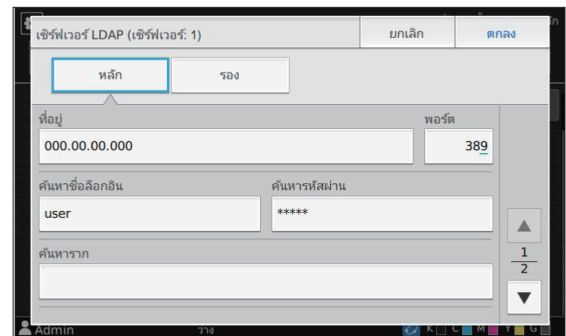 เซิร์ฟเวอร์ LDAP (เซิร์ฟเวอร์: 1) ยกเลิก ตกลง
หลัก รอง
ที่อยู่ พอร์ต
000.00.00.000 389
ค้นหาชื่อล็อกอิน ค้นหารหัสผ่าน
user *****
ค้นหาราก
1
2
Admin ว่าง K C M Y G